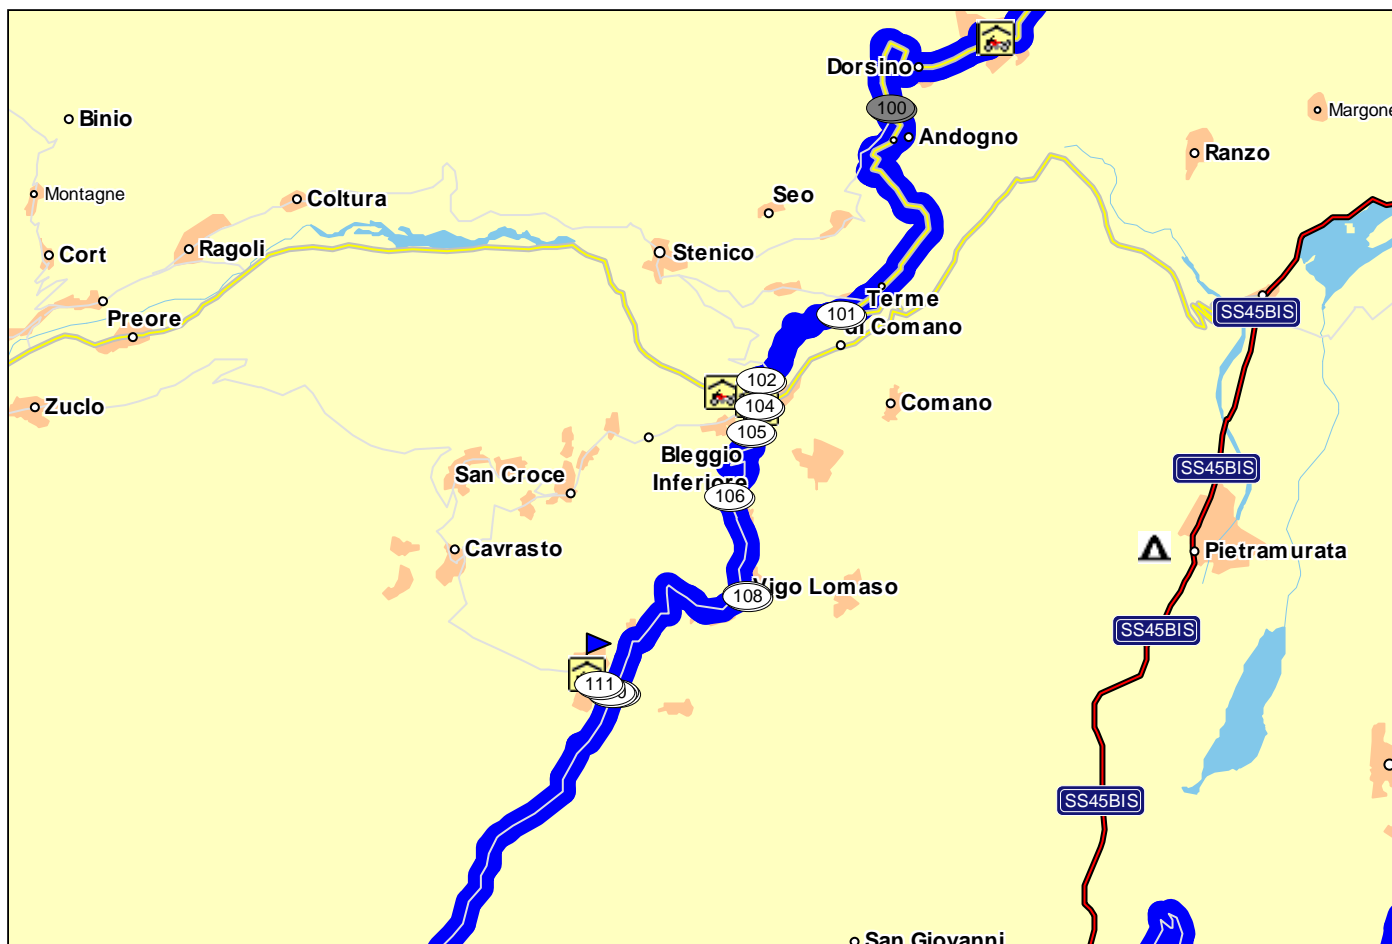 Dorsino
100
Margone
Binio
Andogno
Ranzo
Montagne
Coltura
Seo
Ragoli
Stenico
Cort
Preore
Terme
di Comano
101
SS45BIS
102
Zuclo
104
Comano
105
Bleggio
Inferiore
SS45BIS
San Croce
106
Cavrasto
Pietramurata
Vigo Lomaso
108
SS45BIS
111
SS45BIS
San Giovanni